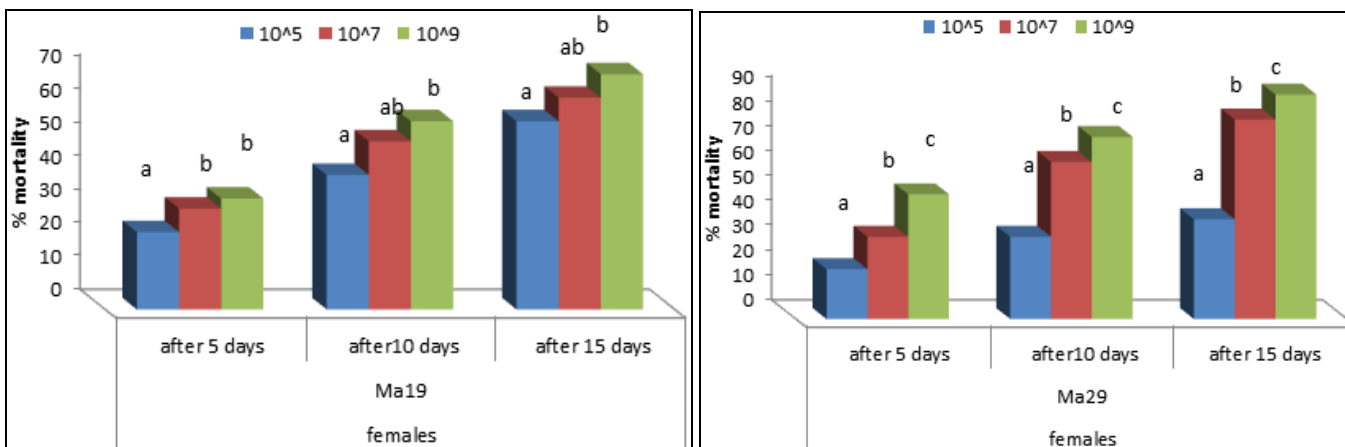 10^5 10^7 10^9
% mortality
70
60
50
40
30
20
10
0
a b b
a ab b
a ab b
after 5 days after10 days after 15 days
Ma19
females
10^5 10^7 10^9
% mortality
90
80
70
60
50
40
30
20
10
0
a b c
a b c
a b c
after 5 days after10 days after 15 days
Ma29
females